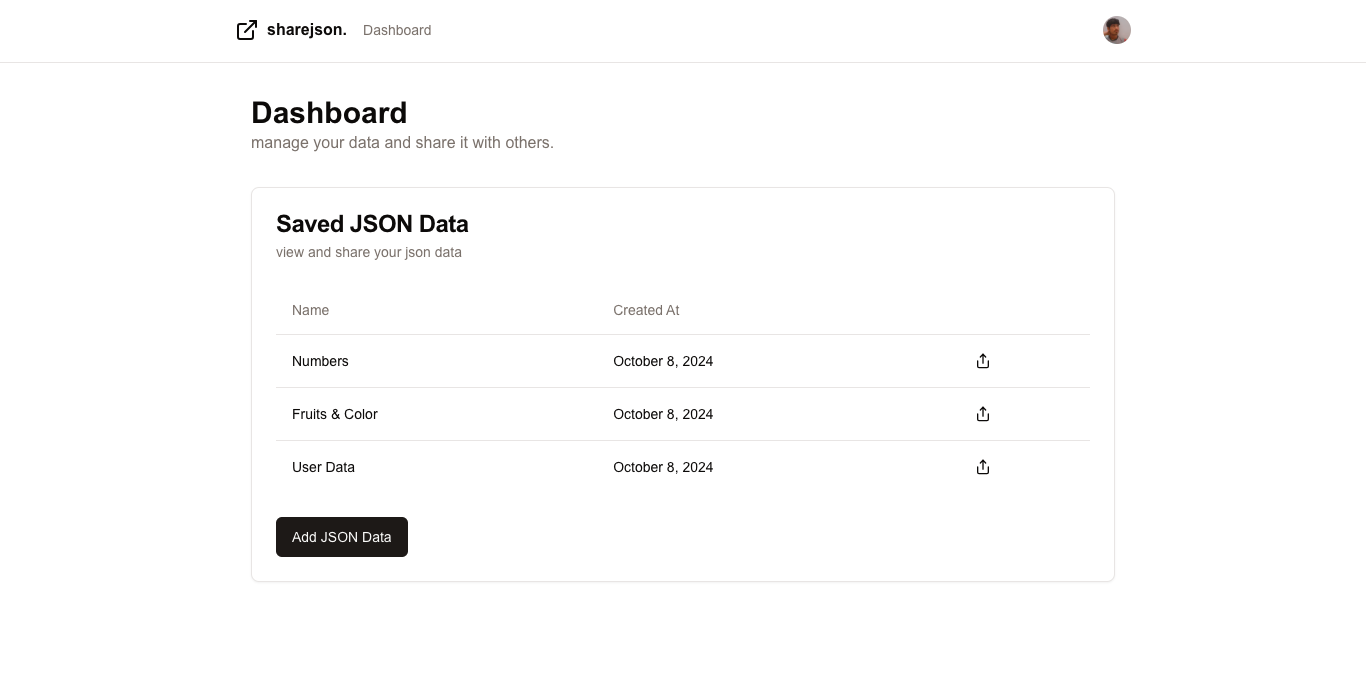 sharejson. Dashboard
Dashboard
manage your data and share it with others.
Saved JSON Data
view and share your json data
Name Created At
Numbers October 8, 2024
Fruits & Color October 8, 2024
User Data October 8, 2024
Add JSON Data